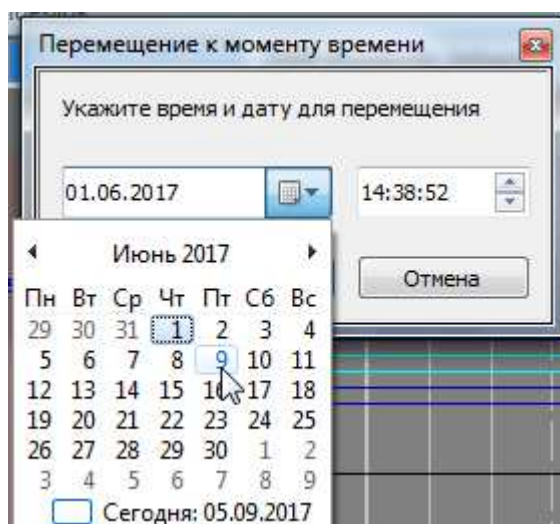 Перемещение к моменту времени
Укажите время и дату для перемещения
01.06.2017 14:38:52
Июнь 2017
Отмена
Пн Вт Ср Чт Пт Сб Вс
29 30 31 1 2 3 4
5 6 7 8 9 10 11
12 13 14 15 16 17 18
19 20 21 22 23 24 25
26 27 28 29 30 1 2
3 4 5 6 7 8 9
Сегодня: 05.09.2017